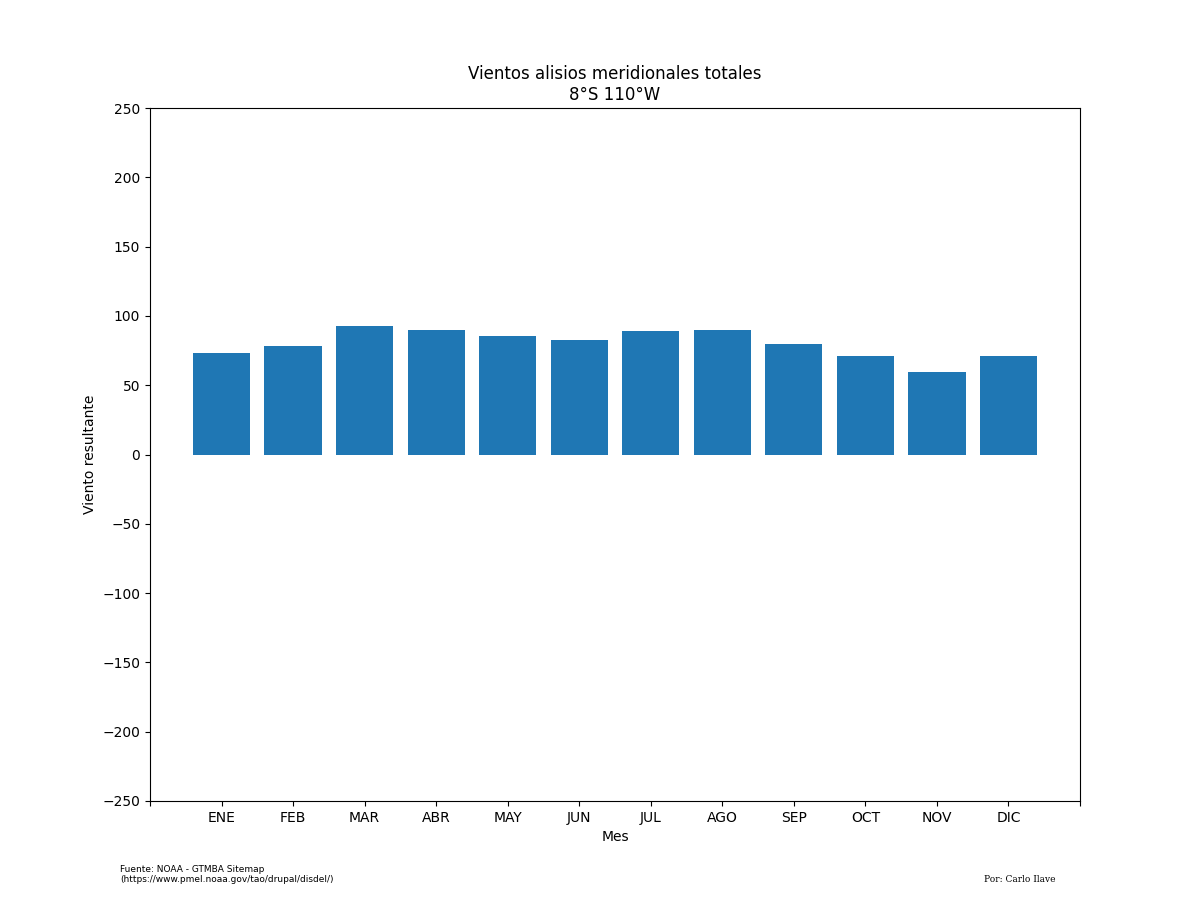 Vientos alisios meridionales totales
8°S 110°W
250
200
150
100
50
0
−50
−100
−150
−200
−250
Viento resultante
ENE FEB MAR ABR MAY JUN JUL AGO SEP OCT NOV DIC
Mes
Fuente: NOAA - GTMBA Sitemap
(https://www.pmel.noaa.gov/tao/drupal/disdel/)
Por: Carlo Ilave